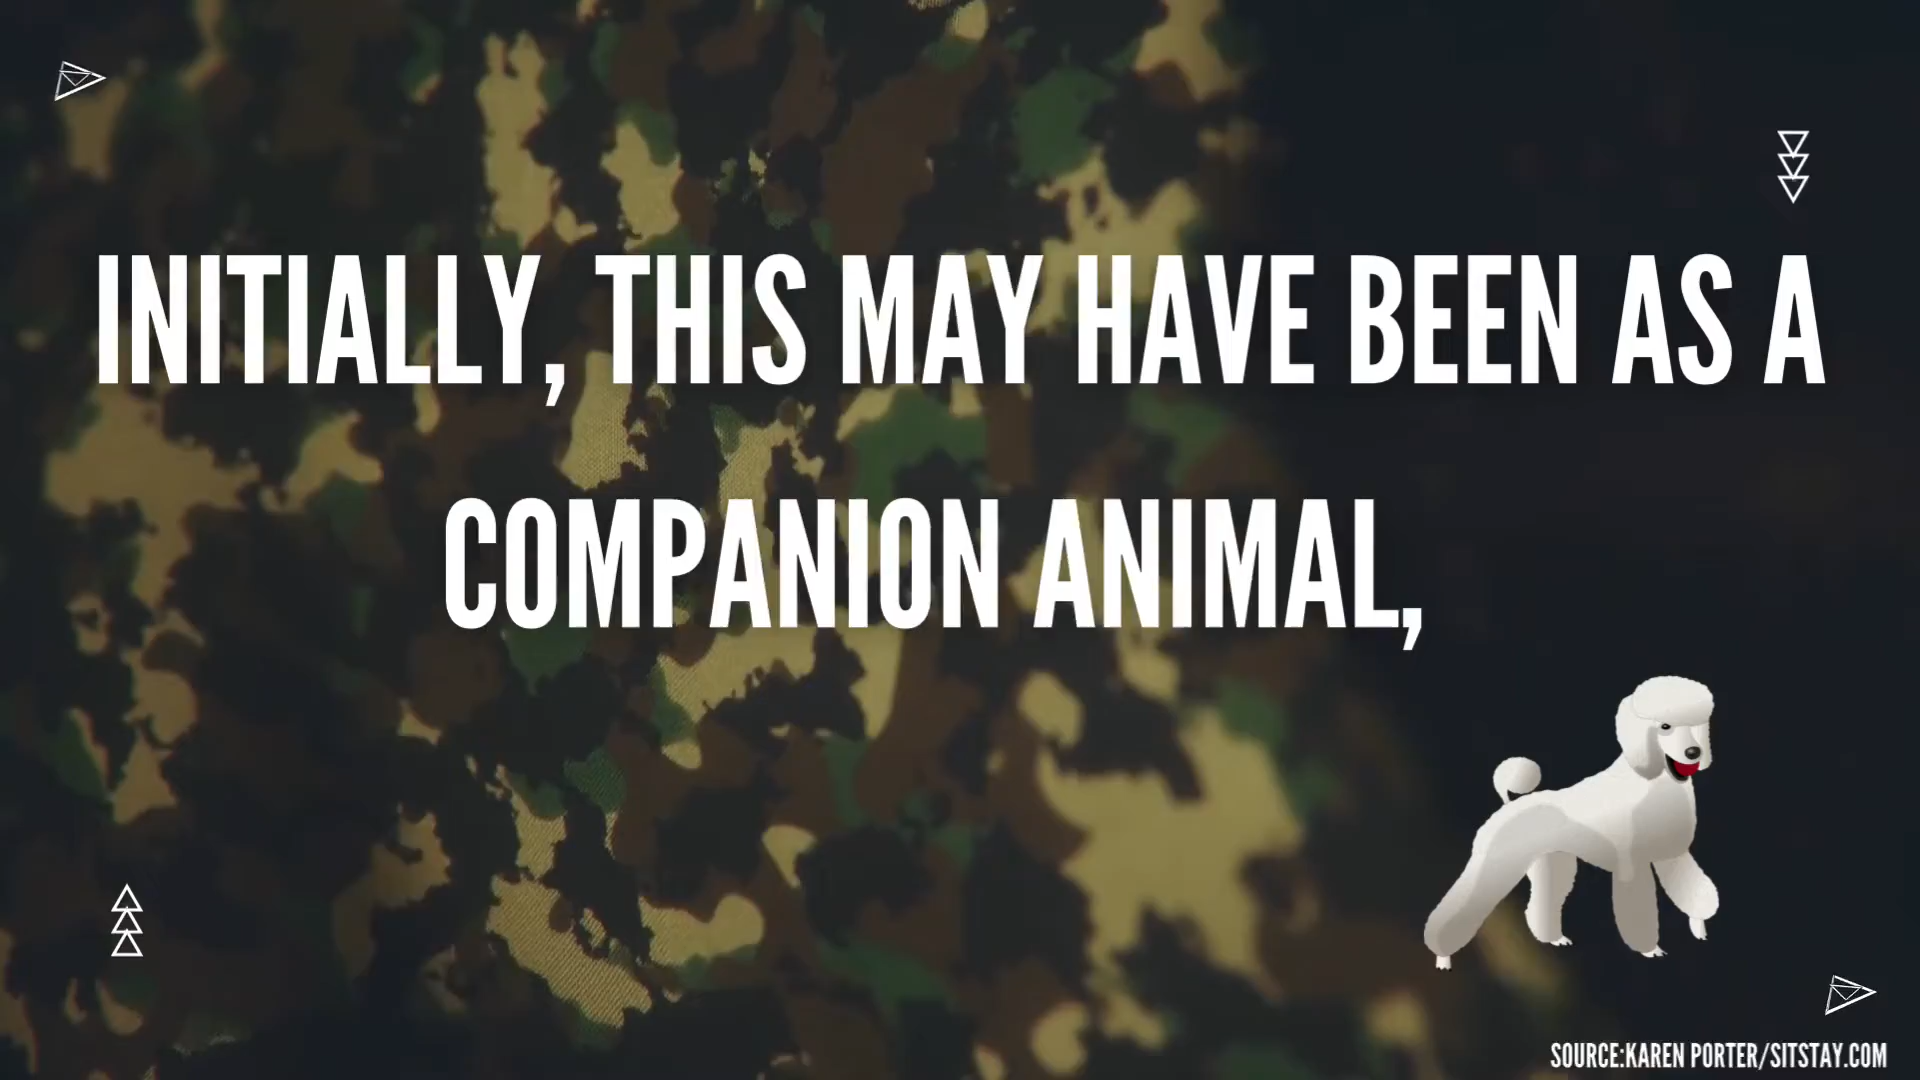 INITIALLY, THIS MAY HAVE BEEN AS A
COMPANION ANIMAL,
SOURCE:KAREN PORTER/SITSTAY.COM